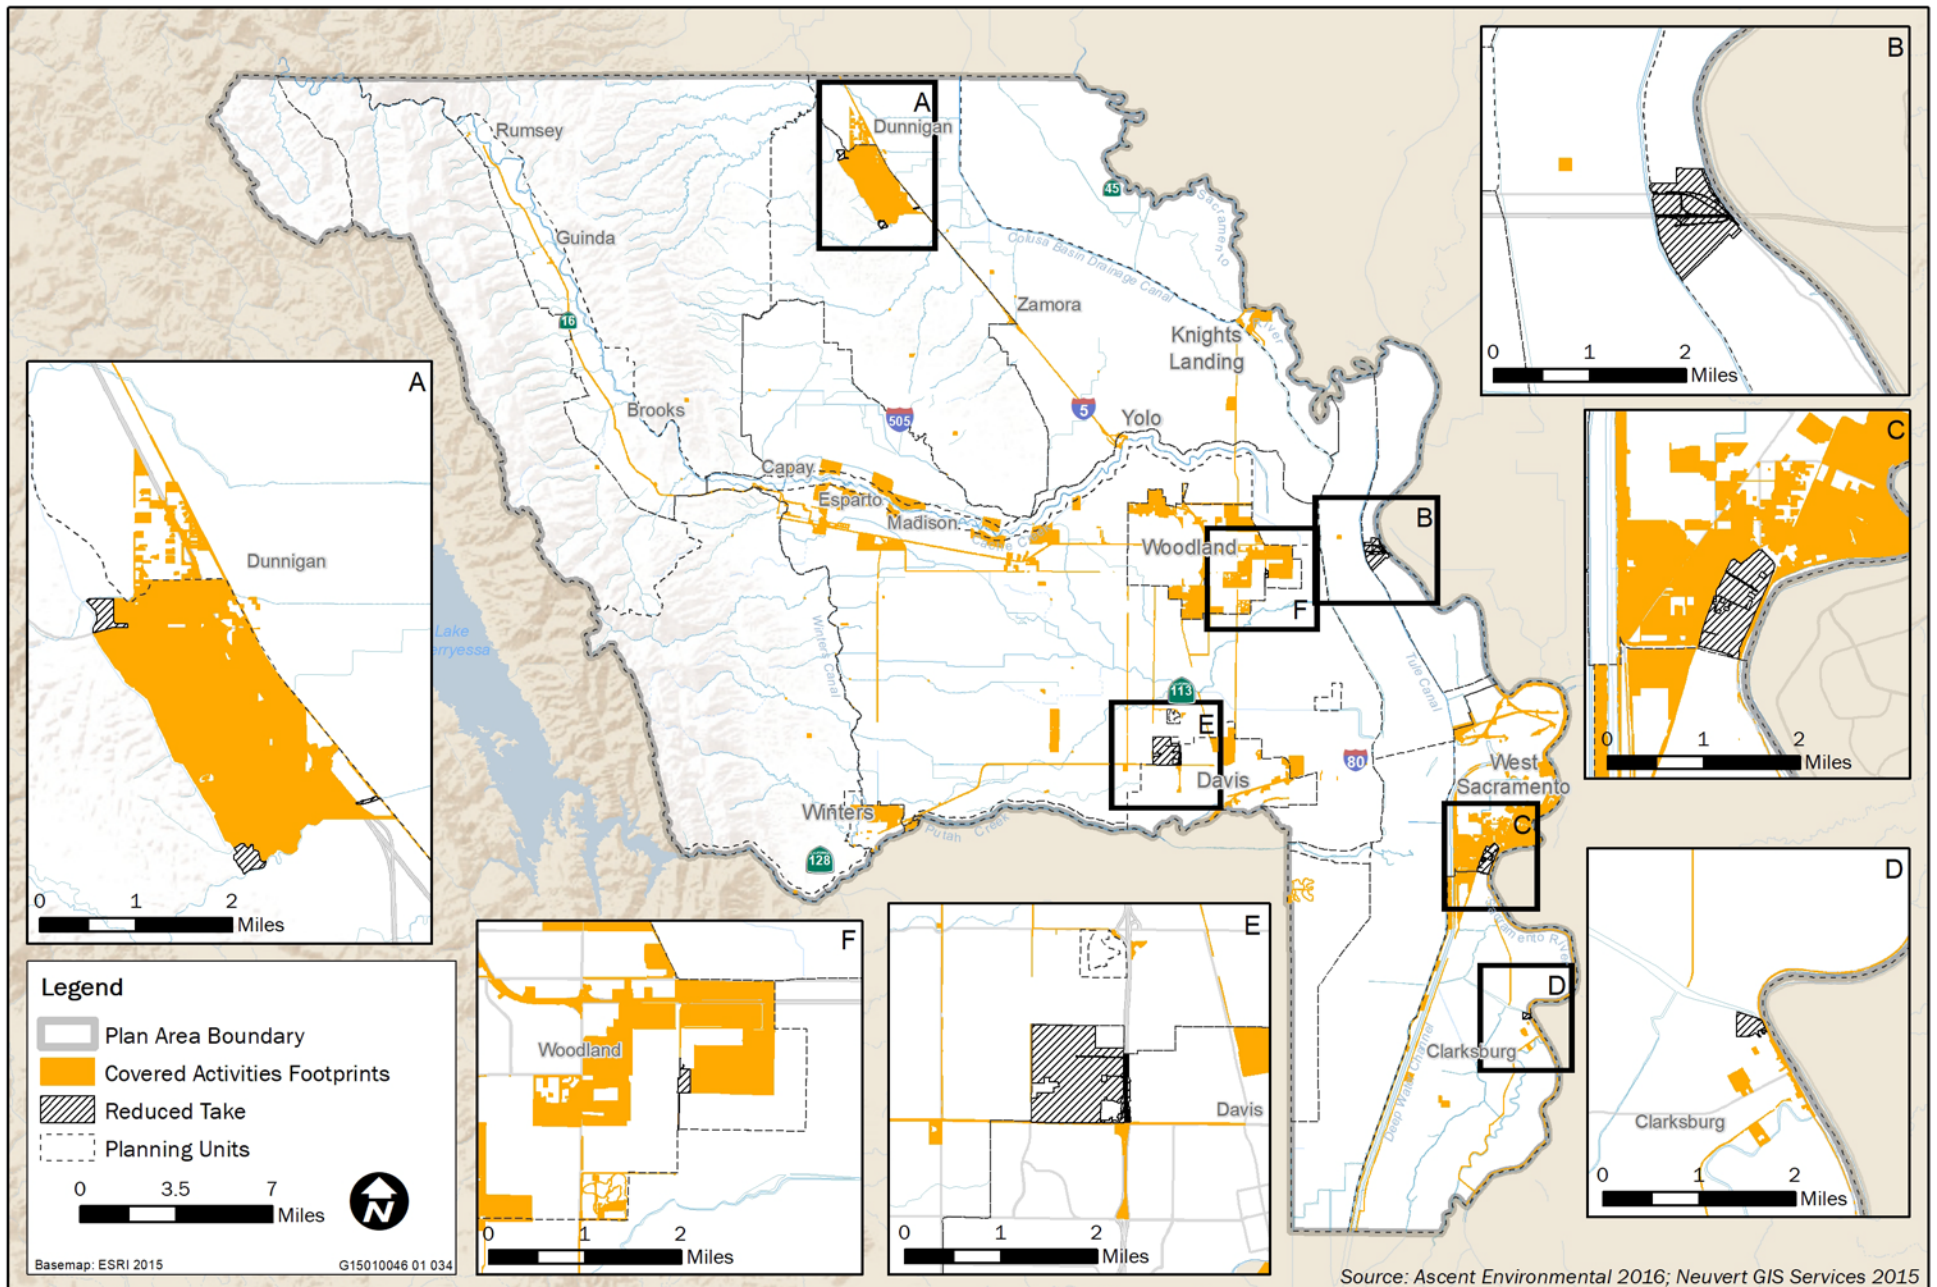 Rumsey
A
Dunnigan
45
Sacramento
River
Guinda
Colusa Basin Drainage Canal
Zamora
16
Knights
Landing
Brooks
505
5
Yolo
Capay
Esparto
Madison
Woodland
B
F
Winters Canal
Tule Canal
113
E
80
Davis
West
Sacramento
Winters
Putah Creek
128
C
Sacramento River
D
Clarksburg
Deep Water Channel
Lake
erryessa
A
Dunnigan
0 1 2
Miles
B
0 1 2
Miles
C
0 1 2
Miles
D
Clarksburg
0 1 2
Miles
E
Davis
0 1 2
Miles
F
Woodland
0 1 2
Miles
Legend
Plan Area Boundary
Covered Activities Footprints
Reduced Take
Planning Units
0 3.5 7
Miles
N
Basemap: ESRI 2015
G15010046 01 034
Source: Ascent Environmental 2016; Neuvert GIS Services 2015